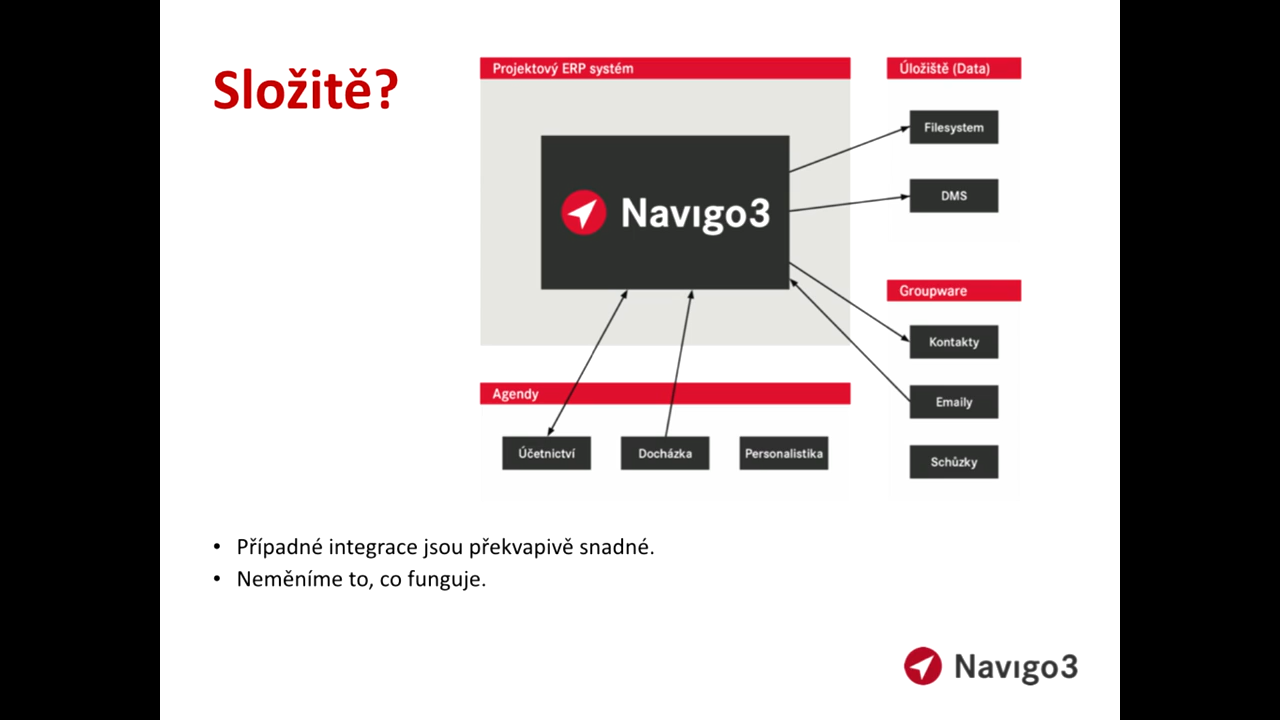 Složitě?
Projektový ERP systém
Navigo3
Úložiště (Data)
Filesystem
DMS
Groupware
Kontakty
Emaily
Schůzky
Agendy
Účetnictví
Docházka
Personalistika
• Případné integrace jsou překvapivě snadné.
• Neměníme to, co funguje.
Navigo3